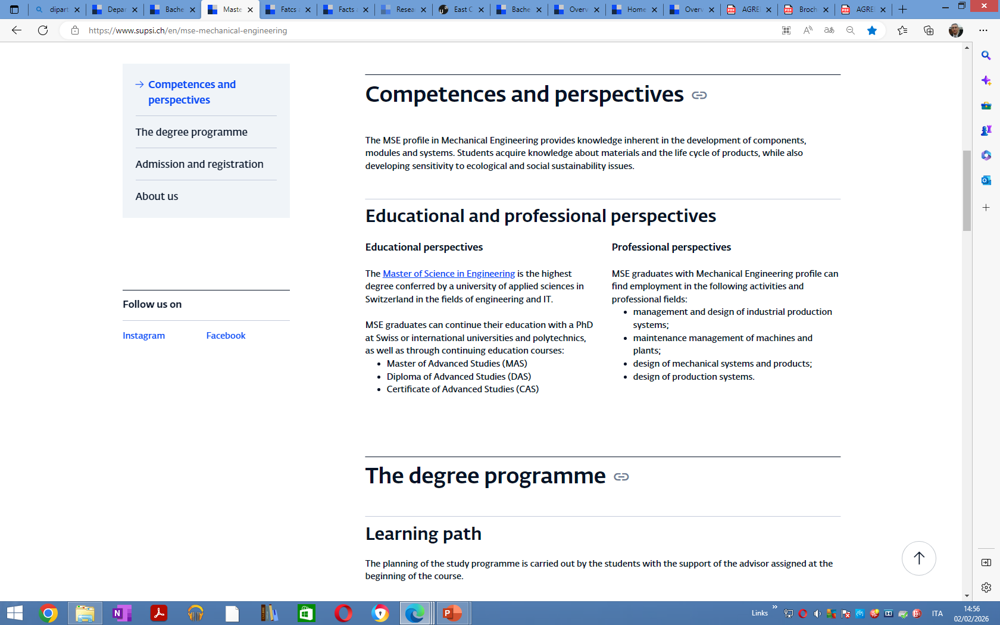 dipart
Depar
Bache
Maste
Fatcs
Facts
Resea
East C
Bache
Overv
Home
Overv
AGRE
Broch
AGRE
https://www.supsi.ch/en/mse-mechanical-engineering
Competences and
perspectives
The degree programme
Admission and registration
About us
Follow us on
Instagram Facebook
Competences and perspectives
The MSE profile in Mechanical Engineering provides knowledge inherent in the development of components,
modules and systems. Students acquire knowledge about materials and the life cycle of products, while also
developing sensitivity to ecological and social sustainability issues.
Educational and professional perspectives
Educational perspectives
The Master of Science in Engineering is the highest
degree conferred by a university of applied sciences in
Switzerland in the fields of engineering and IT.
MSE graduates can continue their education with a PhD
at Swiss or international universities and polytechnics,
as well as through continuing education courses:
• Master of Advanced Studies (MAS)
• Diploma of Advanced Studies (DAS)
• Certificate of Advanced Studies (CAS)
Professional perspectives
MSE graduates with Mechanical Engineering profile can
find employment in the following activities and
professional fields:
• management and design of industrial production
systems;
• maintenance management of machines and
plants;
• design of mechanical systems and products;
• design of production systems.
The degree programme
Learning path
The planning of the study programme is carried out by the students with the support of the advisor assigned at the
beginning of the course.
Links
ITA
14:56
02/02/2026